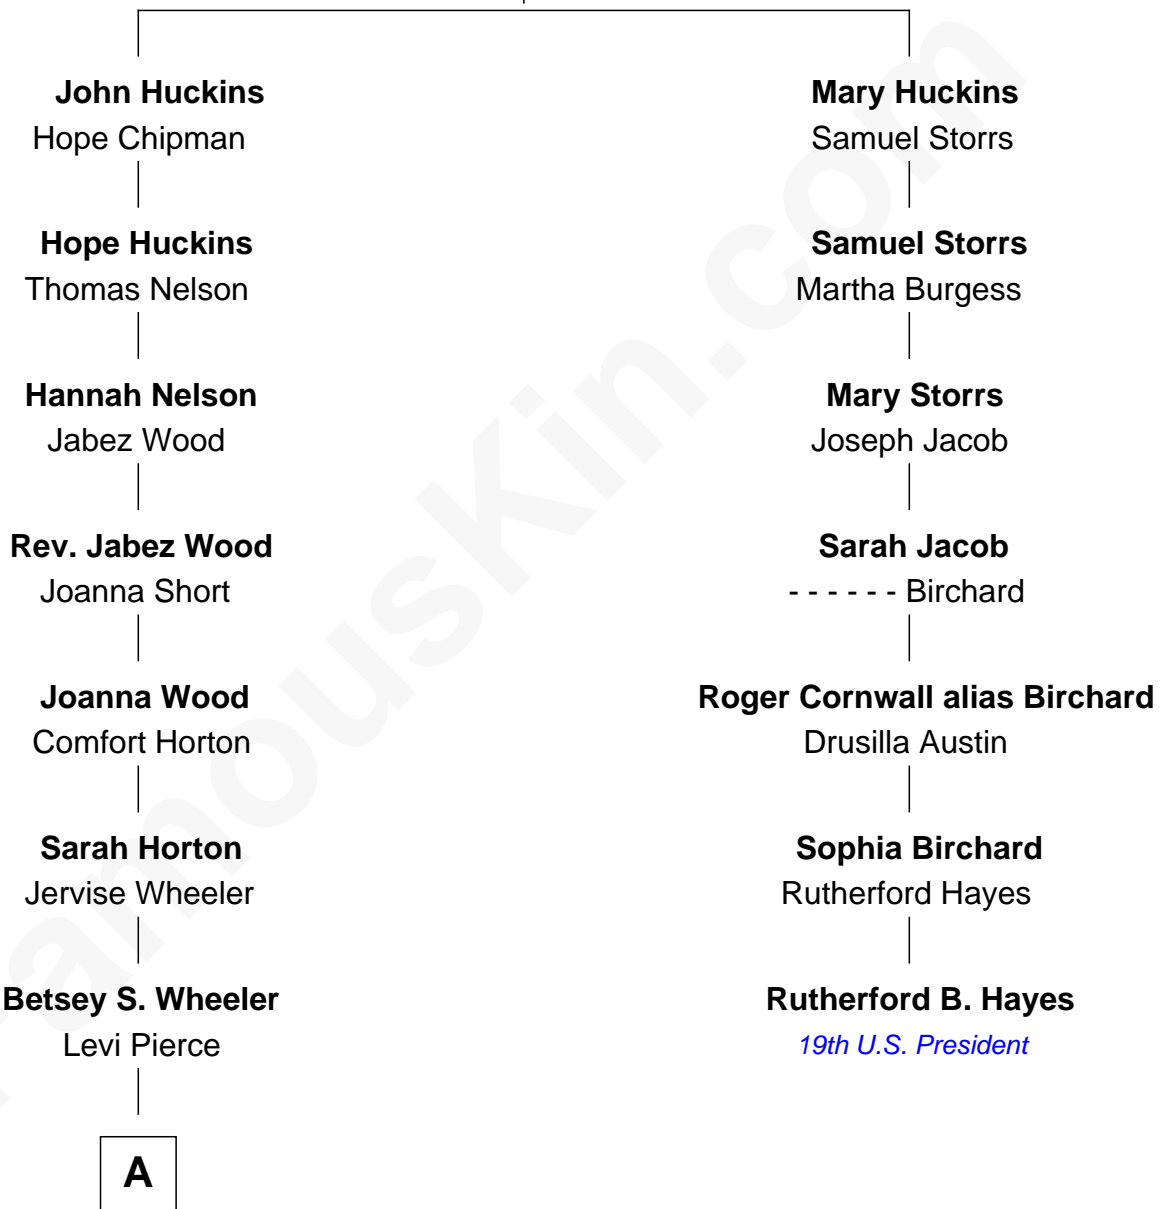 John Huckins
Hope Chipman
Hope Huckins
Thomas Nelson
Hannah Nelson
Jabez Wood
Rev. Jabez Wood
Joanna Short
Joanna Wood
Comfort Horton
Sarah Horton
Jervise Wheeler
Betsey S. Wheeler
Levi Pierce
A
Mary Huckins
Samuel Storrs
Samuel Storrs
Martha Burgess
Mary Storrs
Joseph Jacob
Sarah Jacob
- - - - - - Birchard
Roger Cornwall alias Birchard
Drusilla Austin
Sophia Birchard
Rutherford Hayes
Rutherford B. Hayes
19th U.S. President
FamousKin.com